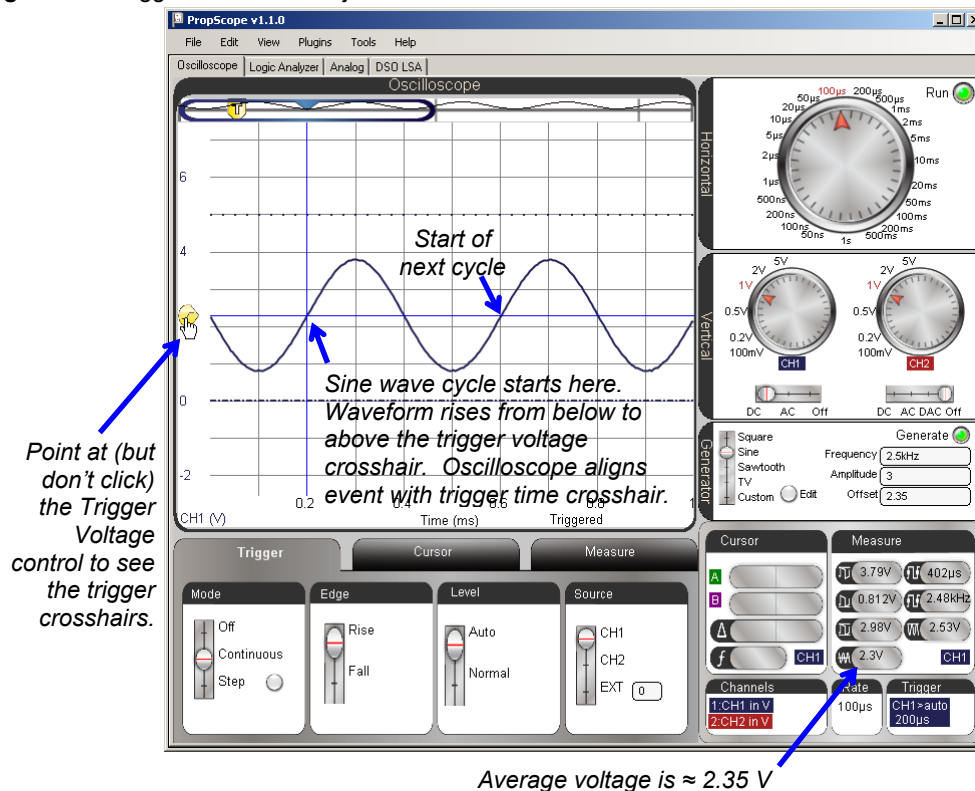 PropScope v1.1.0
File Edit View Plugins Tools Help
Oscilloscope Logic Analyzer Analog DSO LSA
Oscilloscope
T
6
4
0
-2
0.2 0.4 0.6 0.8 1
CH1 (V)
Time (ms)
Triggered
Start of
next cycle
Sine wave cycle starts here.
Waveform rises from below to
above the trigger voltage
crosshair. Oscilloscope aligns
event with trigger time crosshair.
Point at (but
don't click)
the Trigger
Voltage
control to see
the trigger
crosshairs.
Horizontal
Run
50ns
100ns
200ns
500ns
1µs
2µs
5µs
10µs
20µs
50µs
100µs
200µs
500µs
1ms
2ms
5ms
10ms
20ms
50ms
100ms
200ms
500ms
1s
Vertical
5V
2V
1V
0.5V
0.2V
100mV
CH1
DC AC Off
5V
2V
1V
0.5V
0.2V
100mV
CH2
DC AC DAC Off
Generator
Square
Sine
Sawtooth
TV
Custom
Edit
Generate
Frequency 2.5kHz
Amplitude 3
Offset 2.35
Trigger
Cursor
Measure
Mode
Off
Continuous
Step
Edge
Rise
Fall
Level
Auto
Normal
Source
CH1
CH2
EXT 0
Cursor
A
B
Δ
f
CH1
Measure
3.79V 402µs
0.812V 2.48kHz
2.98V 2.53V
2.3V
CH1
Channels
1:CH1 in V
2:CH2 in V
Rate
100µs
Trigger
CH1>auto
200µs
Average voltage is ≈ 2.35 V